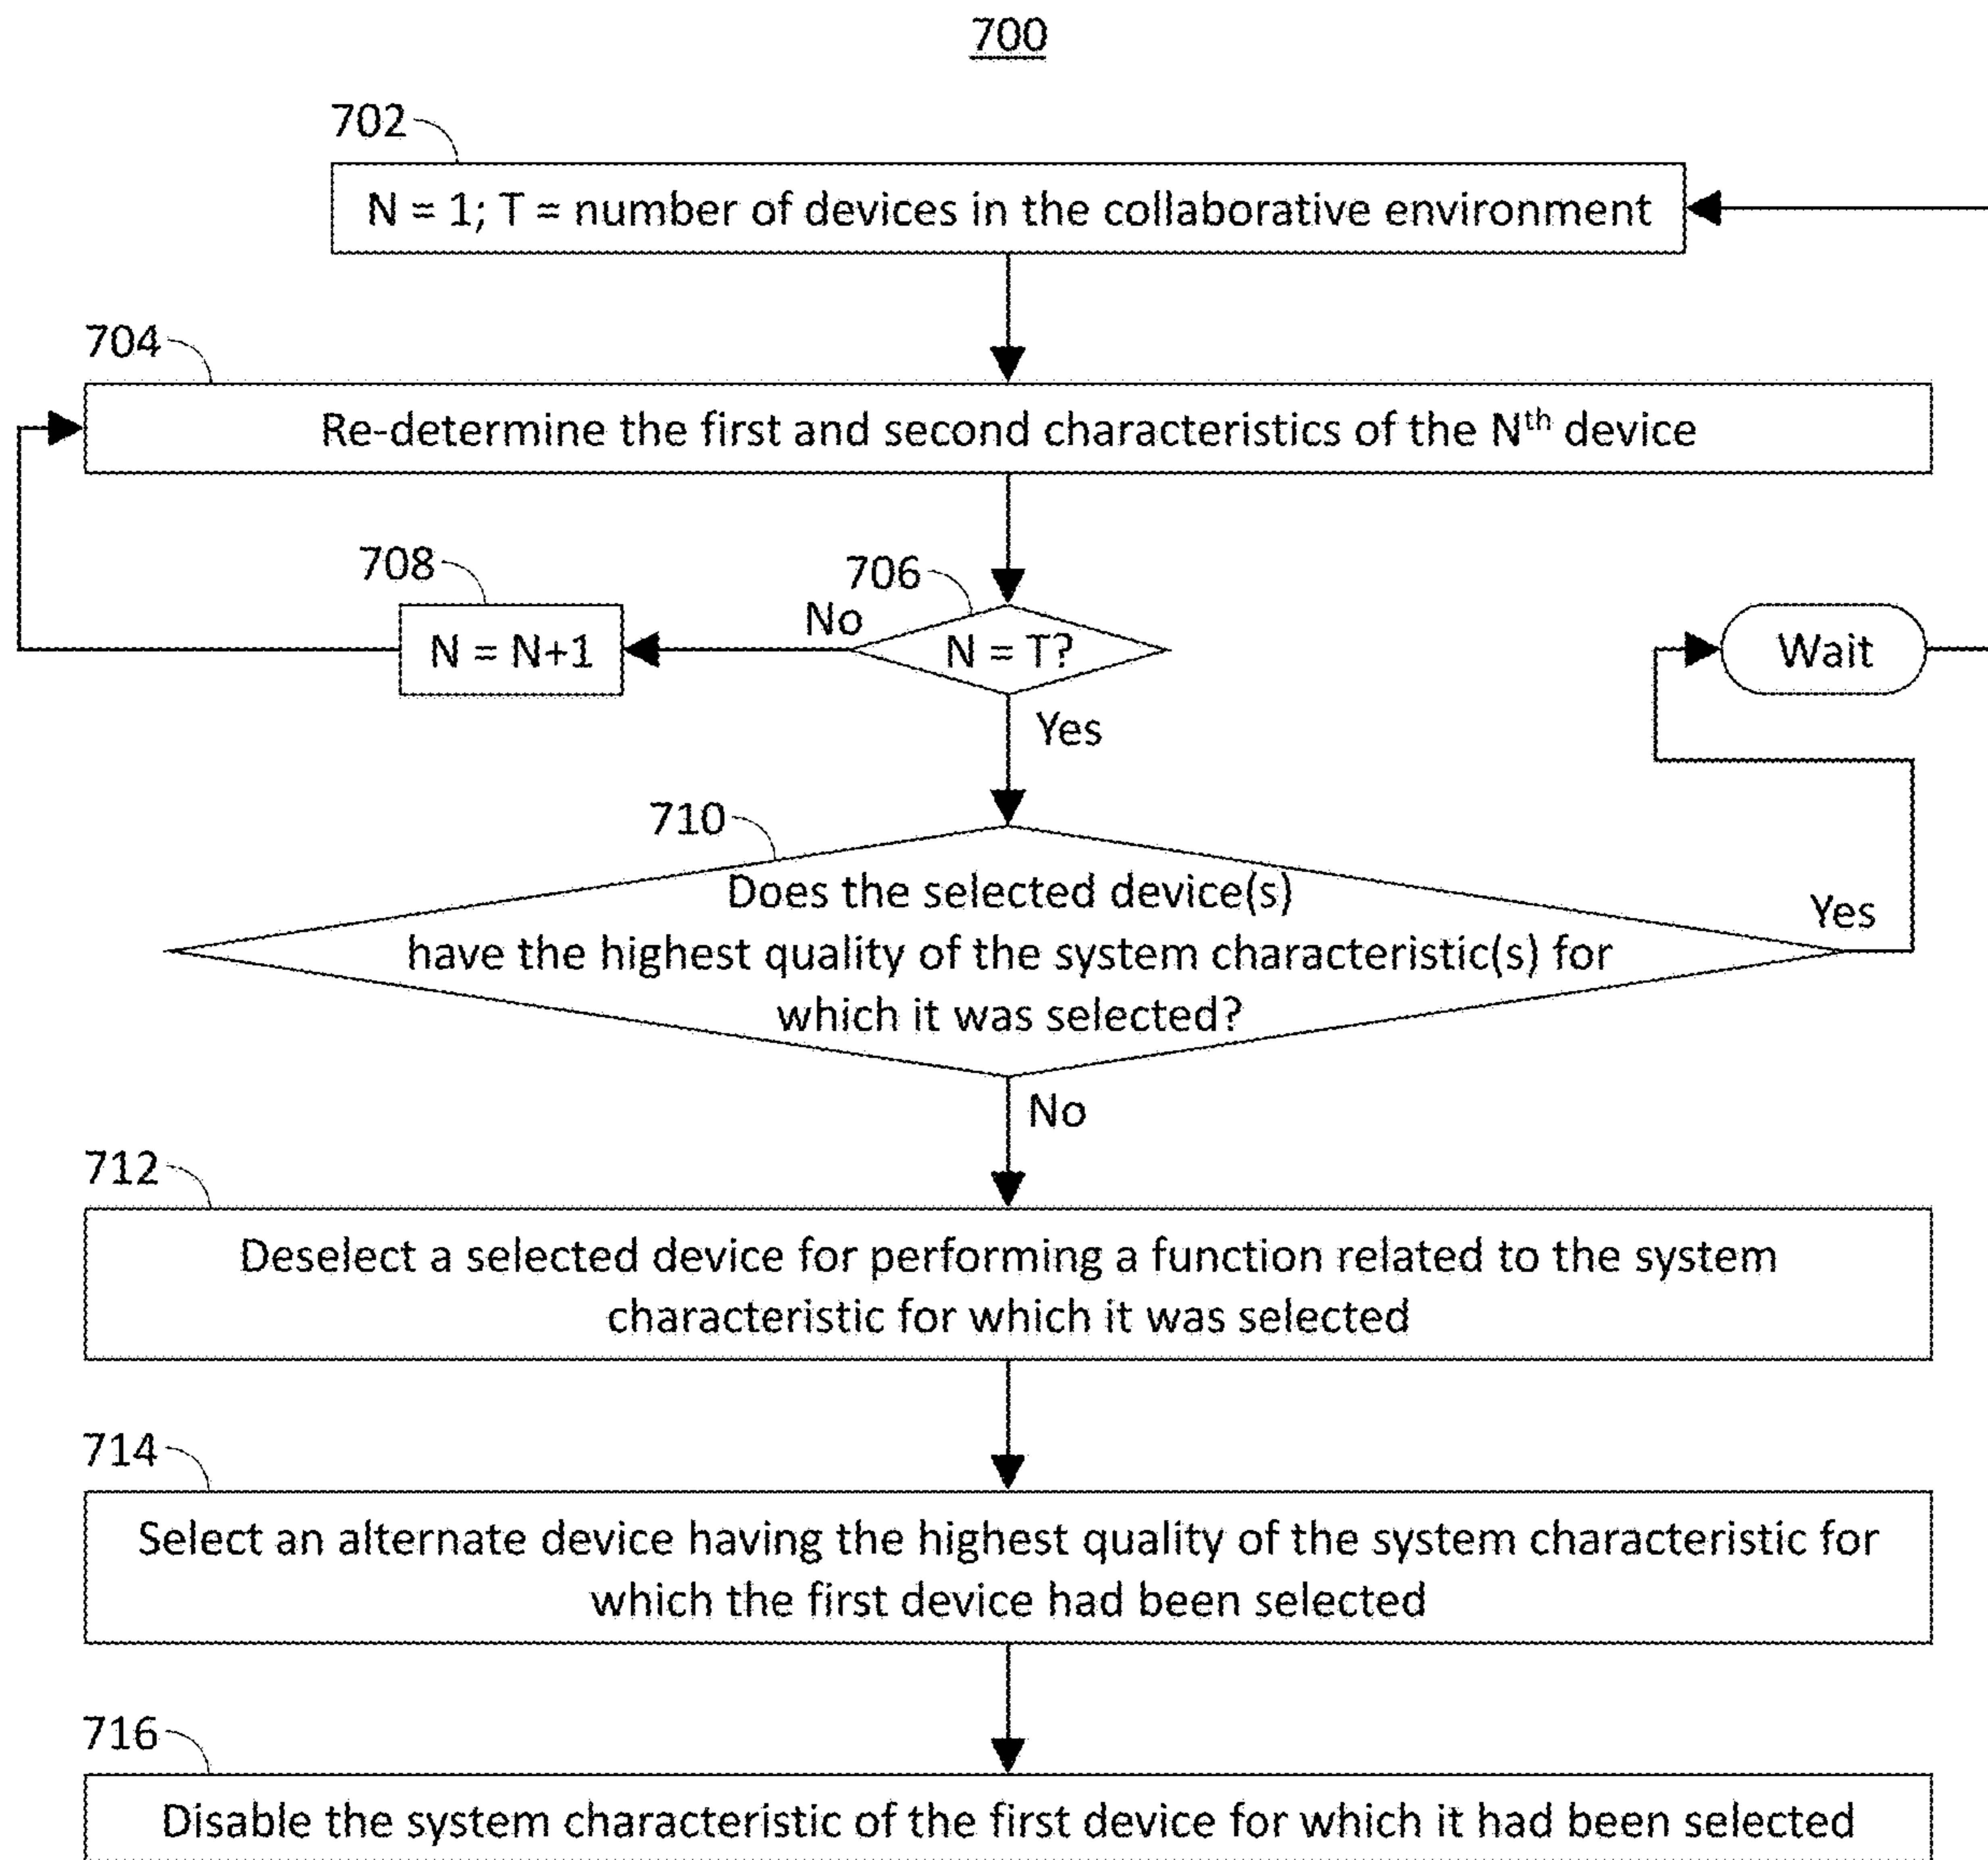 700
702
N = 1; T = number of devices in the collaborative environment
704
Re-determine the first and second characteristics of the Nth device
708
706
No
N = N+1
N = T?
Wait
Yes
710
Does the selected device(s)
have the highest quality of the system characteristic(s) for
which it was selected?
Yes
No
712
Deselect a selected device for performing a function related to the system
characteristic for which it was selected
714
Select an alternate device having the highest quality of the system characteristic for
which the first device had been selected
716
Disable the system characteristic of the first device for which it had been selected